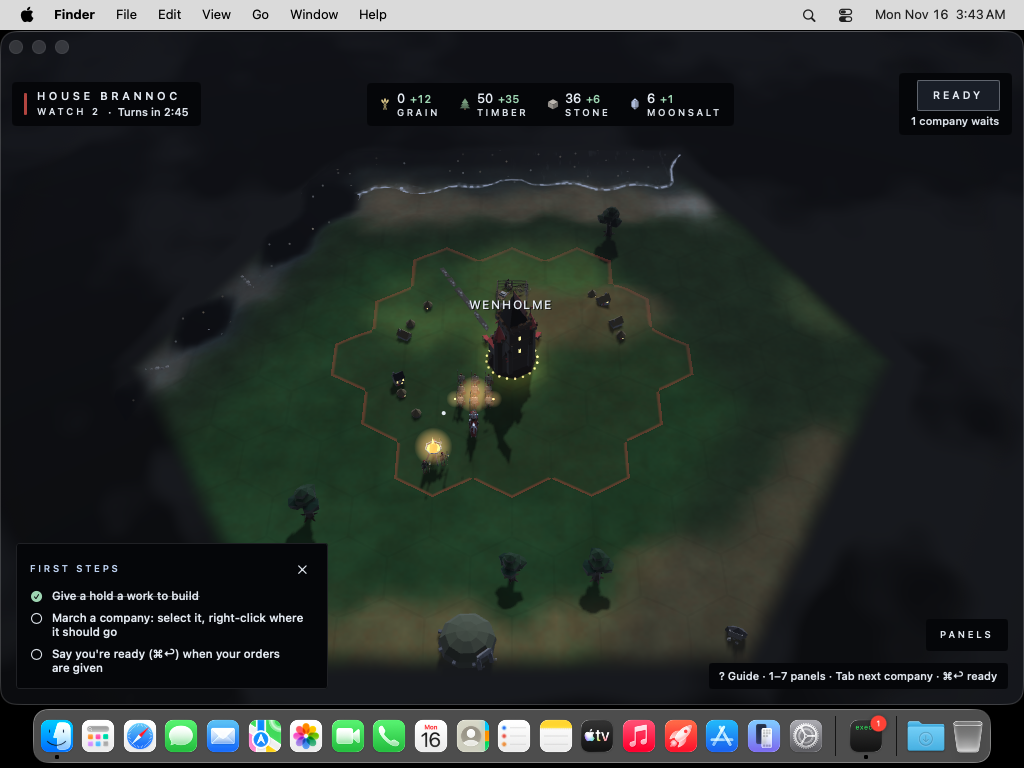 Finder File Edit View Go Window Help Mon Nov 16 3:43 AM
HOUSE BRANNOC
WATCH 2 · Turns in 2:45
0 +12 50 +35 36 +6 6 +1
GRAIN TIMBER STONE MOONSALT
READY
1 company waits
WENHOLME
FIRST STEPS
Give a hold a work to build
March a company: select it, right-click where
it should go
Say you're ready (⌘↩) when your orders
are given
PANELS
? Guide · 1–7 panels · Tab next company · ⌘↩ ready
Mon
16
tv
exec
1